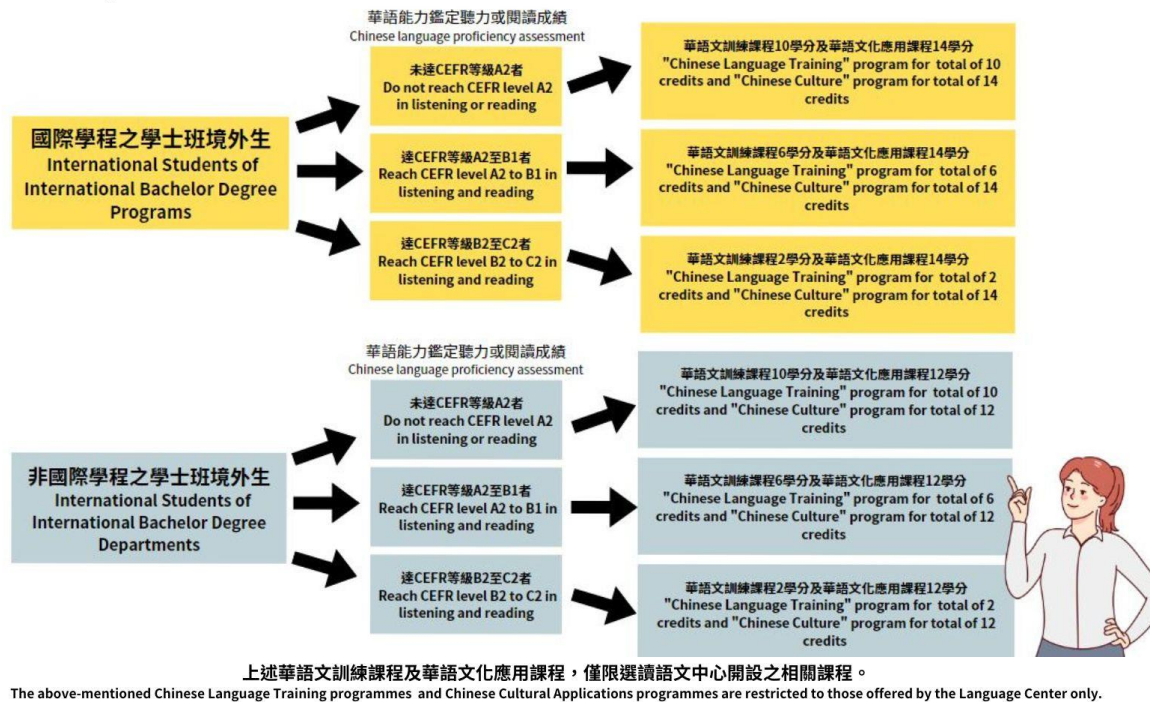 華語能力鑑定聽力或閱讀成績
Chinese language proficiency assessment
國際學程之學士班境外生
International Students of
International Bachelor Degree
Programs
未達CEFR等級A2者
Do not reach CEFR level A2
in listening or reading
華語文訓練課程10學分及華語文化應用課程14學分
"Chinese Language Training" program for total of 10
credits and "Chinese Culture" program for total of 14
credits
達CEFR等級A2至B1者
Reach CEFR level A2 to B1 in
listening and reading
華語文訓練課程6學分及華語文化應用課程14學分
"Chinese Language Training" program for total of 6
credits and "Chinese Culture" program for total of 14
credits
達CEFR等級B2至C2者
Reach CEFR level B2 to C2 in
listening and reading
華語文訓練課程2學分及華語文化應用課程14學分
"Chinese Language Training" program for total of 2
credits and "Chinese Culture" program for total of 14
credits
華語能力鑑定聽力或閱讀成績
Chinese language proficiency assessment
非國際學程之學士班境外生
International Students of
International Bachelor Degree
Departments
未達CEFR等級A2者
Do not reach CEFR level A2
in listening or reading
華語文訓練課程10學分及華語文化應用課程12學分
"Chinese Language Training" program for total of 10
credits and "Chinese Culture" program for total of 12
credits
達CEFR等級A2至B1者
Reach CEFR level A2 to B1 in
listening and reading
華語文訓練課程6學分及華語文化應用課程12學分
"Chinese Language Training" program for total of 6
credits and "Chinese Culture" program for total of 12
credits
達CEFR等級B2至C2者
Reach CEFR level B2 to C2 in
listening and reading
華語文訓練課程2學分及華語文化應用課程12學分
"Chinese Language Training" program for total of 2
credits and "Chinese Culture" program for total of 12
credits
上述華語文訓練課程及華語文化應用課程，僅限選讀語文中心開設之相關課程。
The above-mentioned Chinese Language Training programmes and Chinese Cultural Applications programmes are restricted to those offered by the Language Center only.